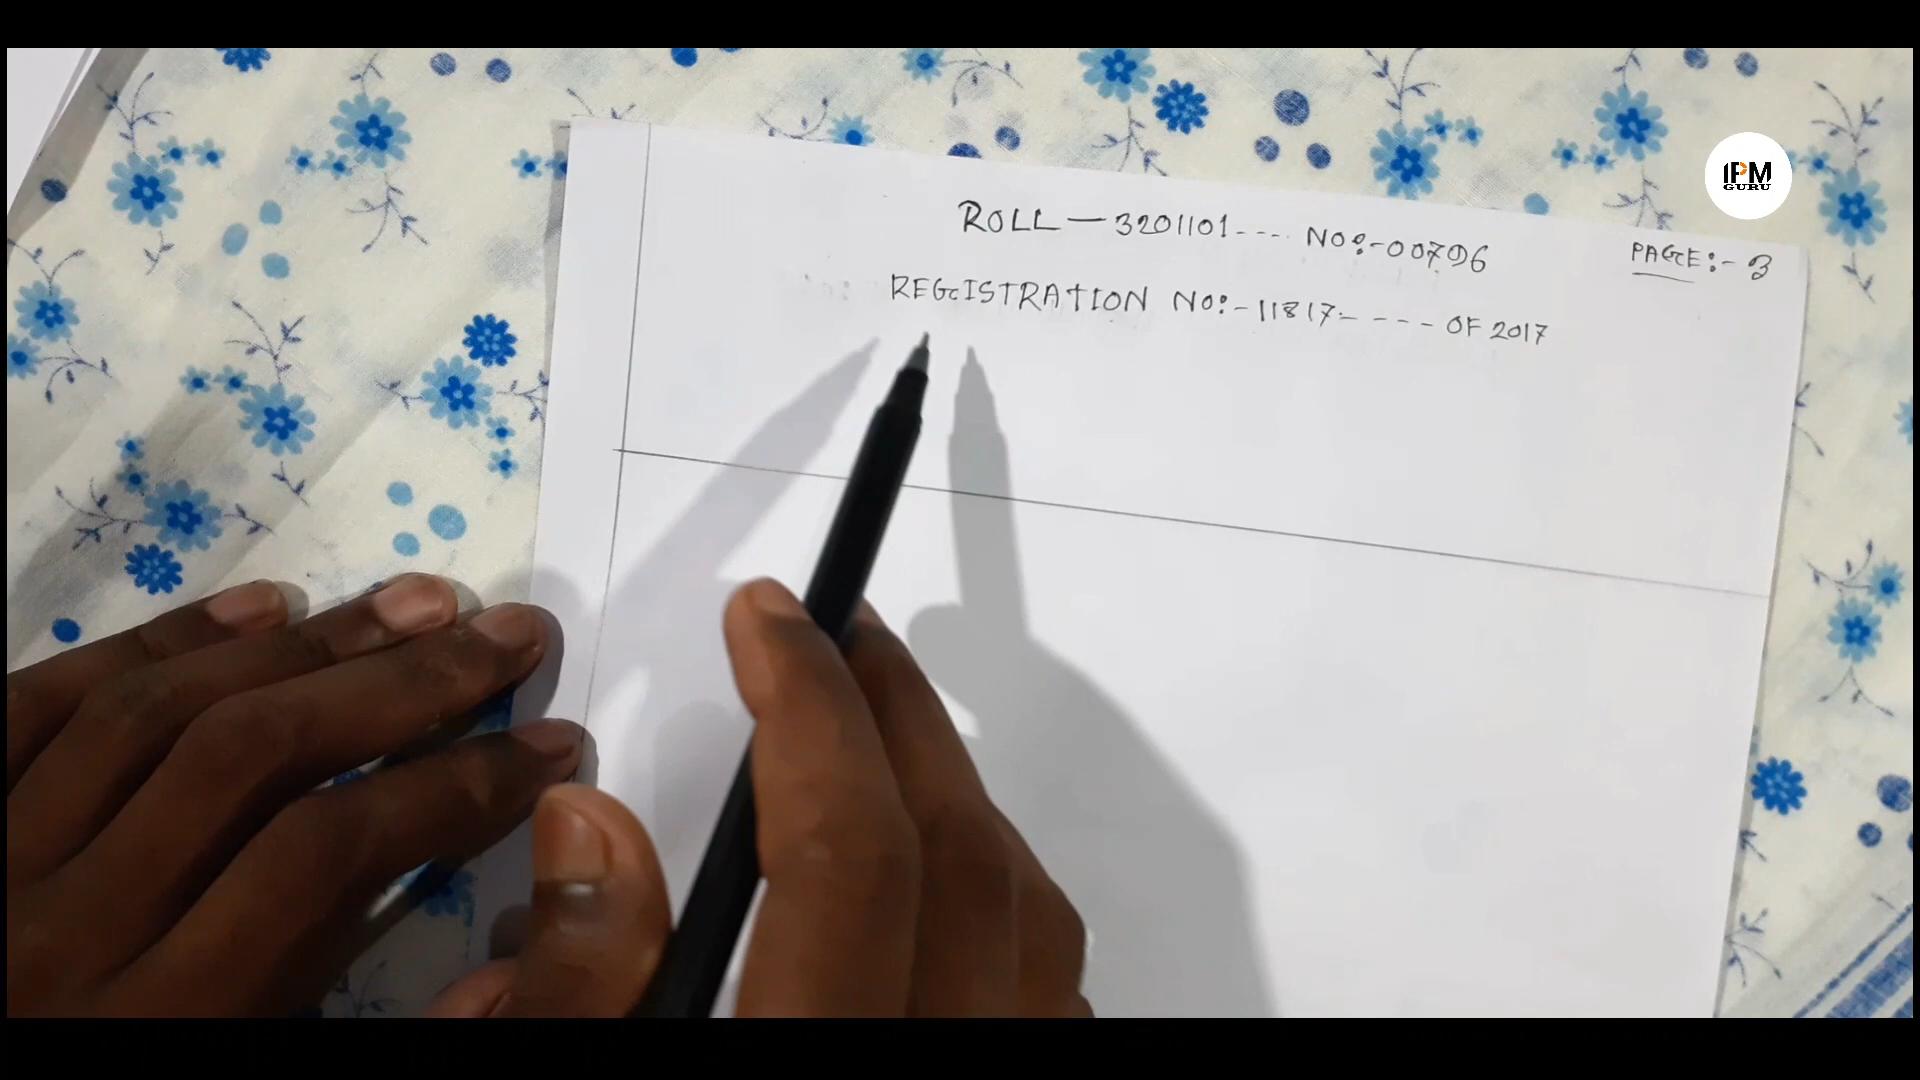 ROLL — 3201101---- NO:-00796
PAGE:- 3
REGISTRATION NO:-11817- - - - - OF 2017
IPM
GURU